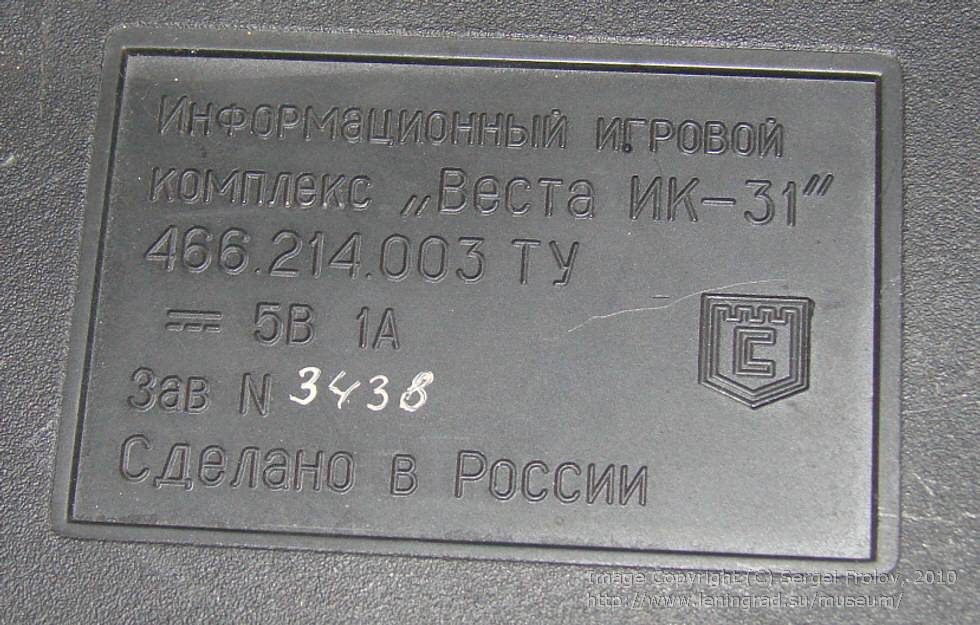 Информационный игровой
комплекс „Веста ИК-31”
466.214.003 ТУ
5В 1А
С
Зав N 3438
Сделано в России
Image Copyright (C) Sergei Frolov, 2010
http://www.leningrad.su/museum/